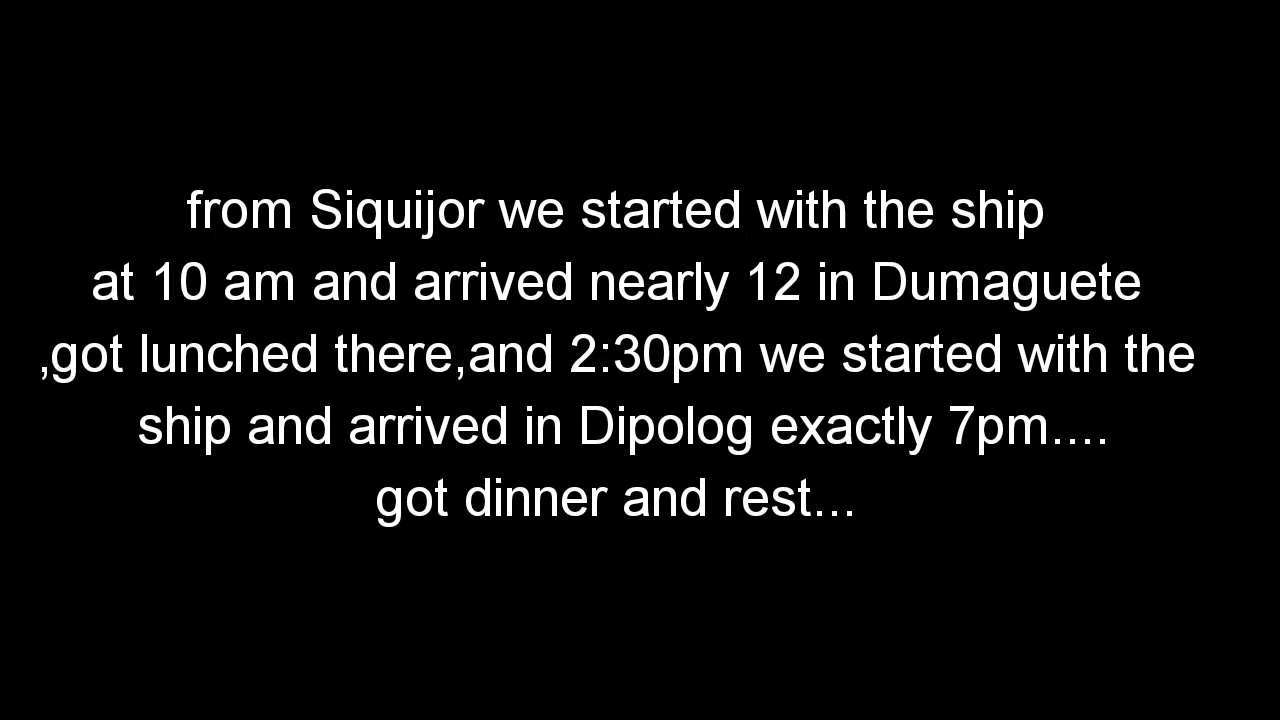 from Siquijor we started with the ship
at 10 am and arrived nearly 12 in Dumaguete
,got lunched there,and 2:30pm we started with the
ship and arrived in Dipolog exactly 7pm....
got dinner and rest...